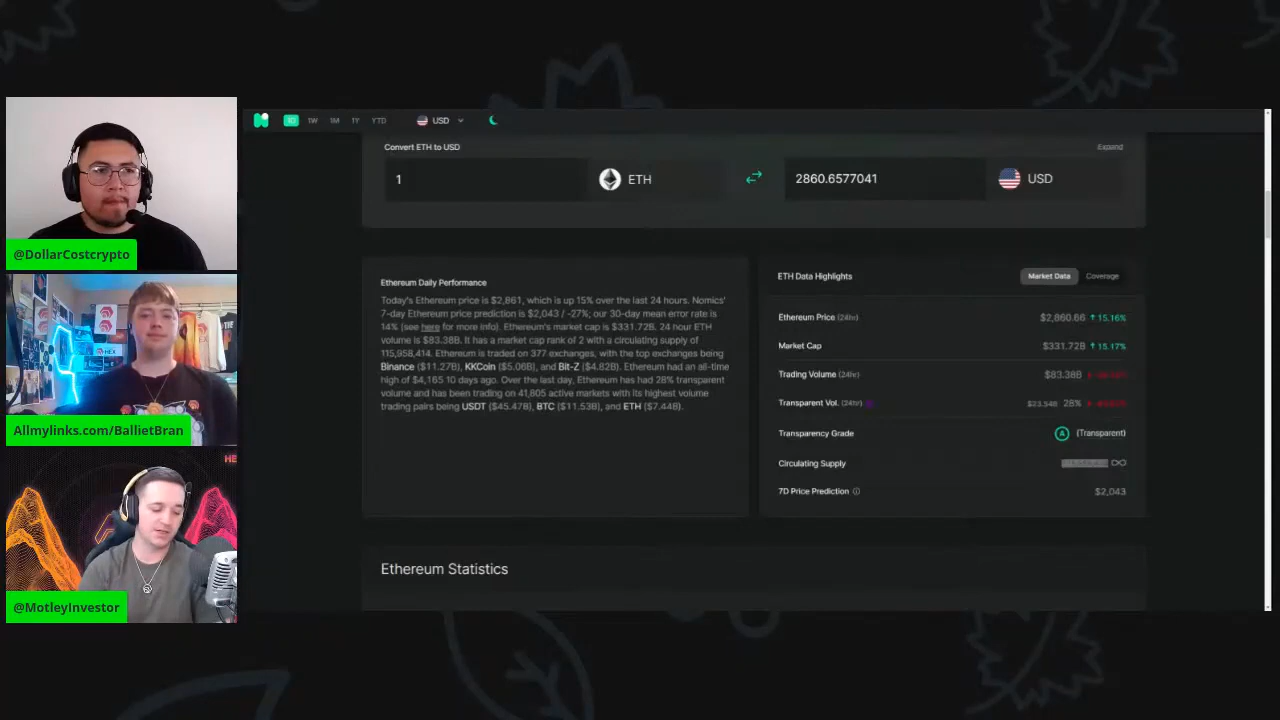 1D 1W 1M 1Y YTD USD
Convert ETH to USD Expand
1 ETH 2860.6577041 USD
@DollarCostcrypto
Allmylinks.com/BallietBran
HE
@MotleyInvestor
HEX
Ethereum Daily Performance
Today's Ethereum price is $2,861, which is up 15% over the last 24 hours. Nomics'
7-day Ethereum price prediction is $2,043 / -27%; our 30-day mean error rate is
14% (see here for more info). Ethereum's market cap is $331.72B. 24 hour ETH
volume is $83.38B. It has a market cap rank of 2 with a circulating supply of
115,958,414. Ethereum is traded on 377 exchanges, with the top exchanges being
Binance ($11.27B), KKCoin ($5.06B), and Bit-Z ($4.82B). Ethereum had an all-time
high of $4,165 10 days ago. Over the last day, Ethereum has had 28% transparent
volume and has been trading on 41,805 active markets with its highest volume
trading pairs being USDT ($45.47B), BTC ($11.53B), and ETH ($7.44B).
ETH Data Highlights Market Data Coverage
Ethereum Price (24hr) $2,860.66 ↑ 15.16%
Market Cap $331.72B ↑ 15.17%
Trading Volume (24hr) $83.38B
Transparent Vol. (24hr) $23.54B 28%
Transparency Grade A (Transparent)
Circulating Supply
7D Price Prediction $2,043
Ethereum Statistics